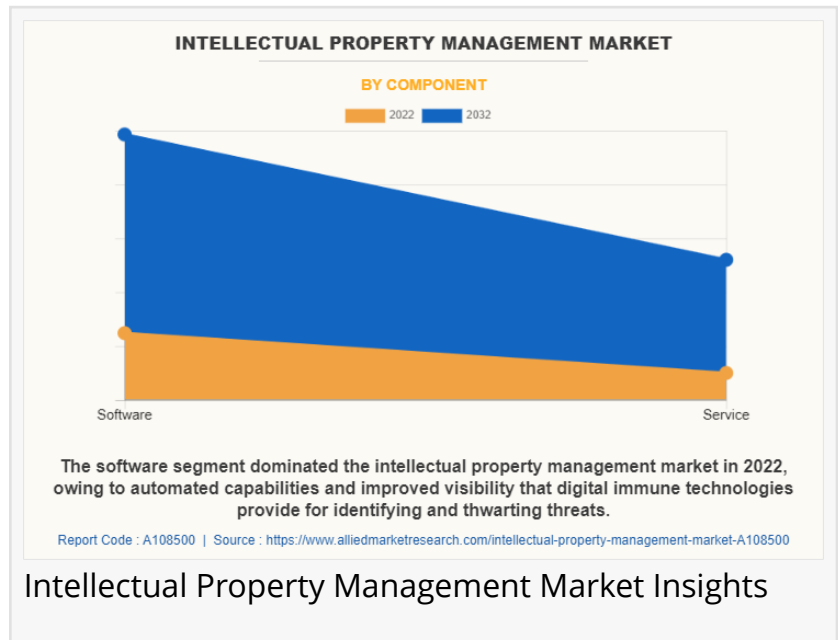 INTELLECTUAL PROPERTY MANAGEMENT MARKET
BY COMPONENT
2022 2032
Software Service
The software segment dominated the intellectual property management market in 2022,
owing to automated capabilities and improved visibility that digital immune technologies
provide for identifying and thwarting threats.
Report Code : A108500 | Source : https://www.alliedmarketresearch.com/intellectual-property-management-market-A108500
Intellectual Property Management Market Insights